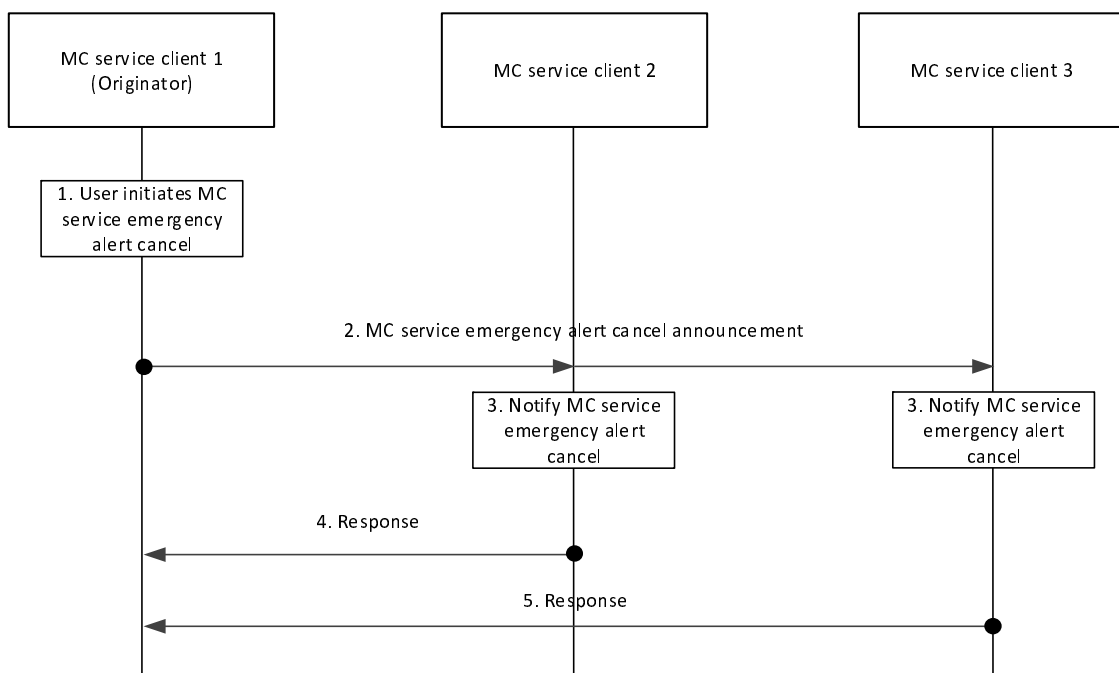 MC service client 1
(Originator)
MC service client 2
MC service client 3
1. User initiates MC
service emergency
alert cancel
2. MC service emergency alert cancel announcement
3. Notify MC service
emergency alert
cancel
3. Notify MC service
emergency alert
cancel
4. Response
5. Response